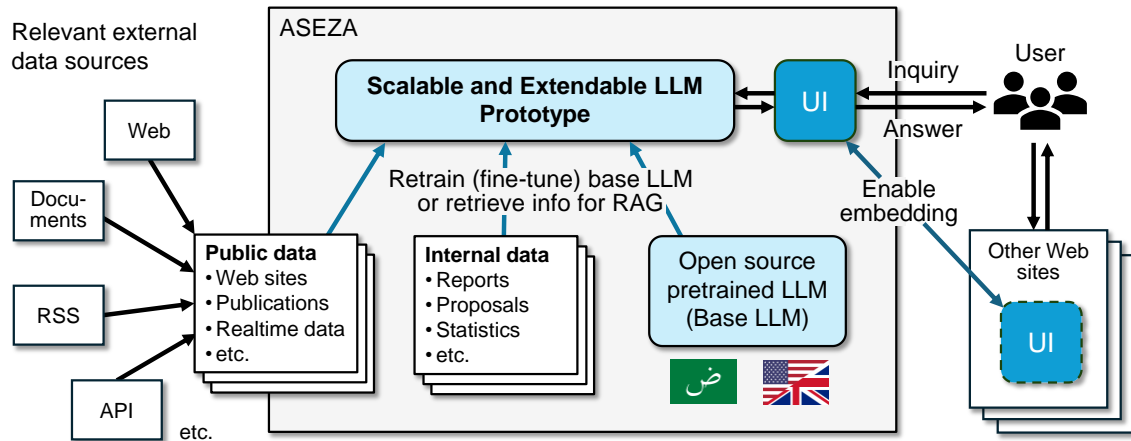 Relevant external
data sources
ASEZA
Web
Docu-
ments
RSS
API
etc.
Public data
• Web sites
• Publications
• Realtime data
• etc.
Scalable and Extendable LLM
Prototype
Retrain (fine-tune) base LLM
or retrieve info for RAG
Internal data
• Reports
• Proposals
• Statistics
• etc.
Open source
pretrained LLM
(Base LLM)
ض
UI
Inquiry
Answer
User
Enable
embedding
Other Web
sites
UI